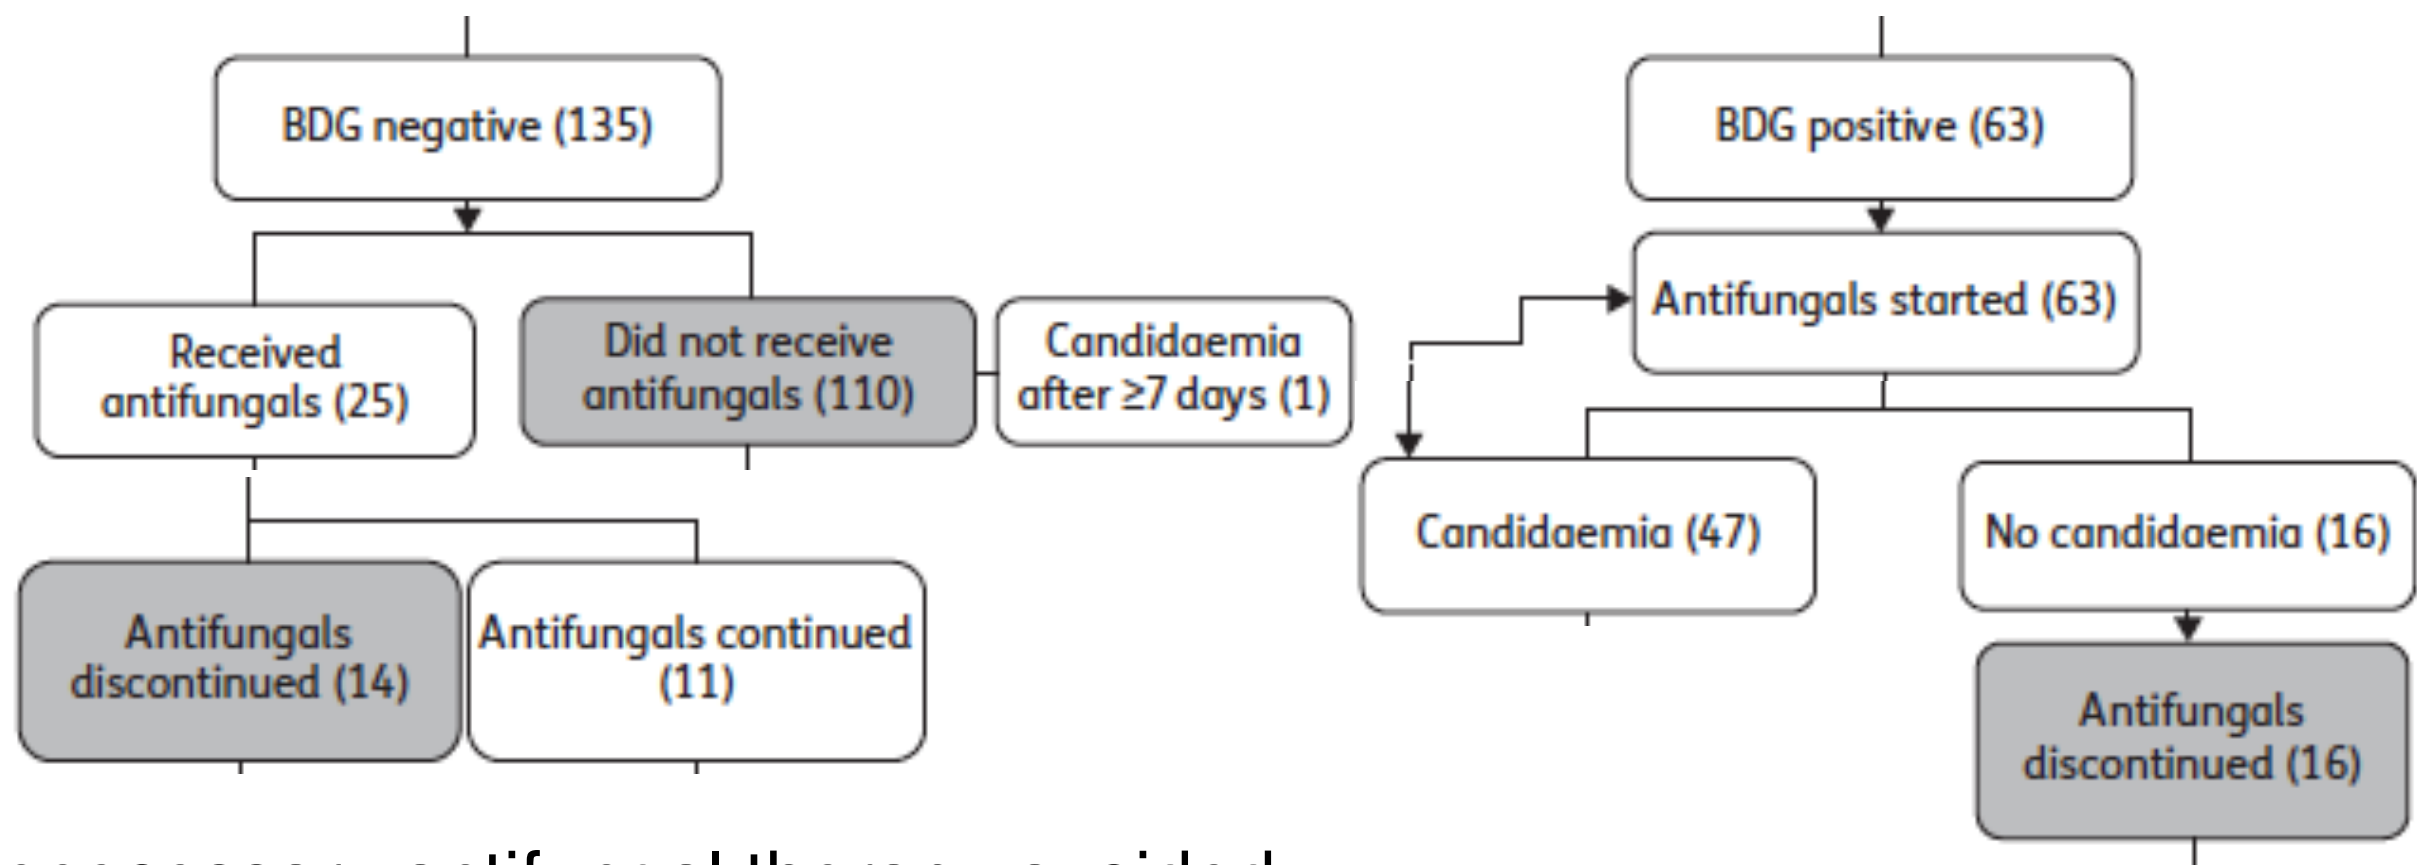 BDG negative (135)
BDG positive (63)
Received
antifungals (25)
Did not receive
antifungals (110)
Candidaemia
after ≥7 days (1)
Antifungals started (63)
Antifungals
discontinued (14)
Antifungals continued
(11)
Candidaemia (47)
No candidaemia (16)
Antifungals
discontinued (16)